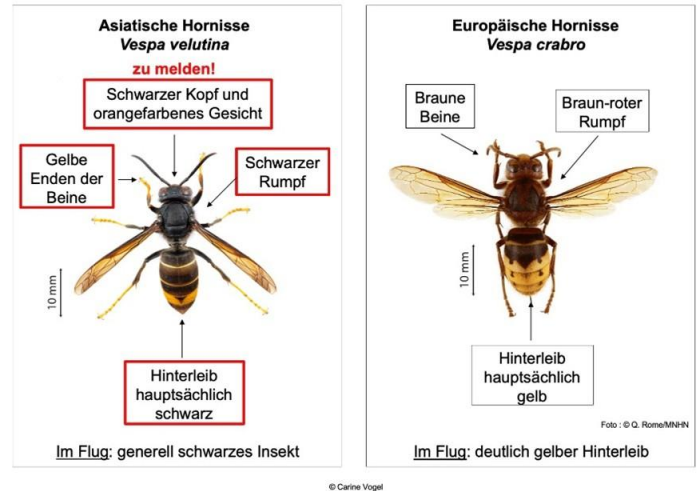 Asiatische Hornisse
Vespa velutina
zu melden!
Schwarzer Kopf und
orangefarbenes Gesicht
Gelbe
Enden der
Beine
Schwarzer
Rumpf
10 mm
Hinterleib
hauptsächlich
schwarz
Im Flug: generell schwarzes Insekt
Europäische Hornisse
Vespa crabro
Braune
Beine
Braun-roter
Rumpf
10 mm
Hinterleib
hauptsächlich
gelb
Foto : © Q. Rome/MNHN
Im Flug: deutlich gelber Hinterleib
© Carine Vogel